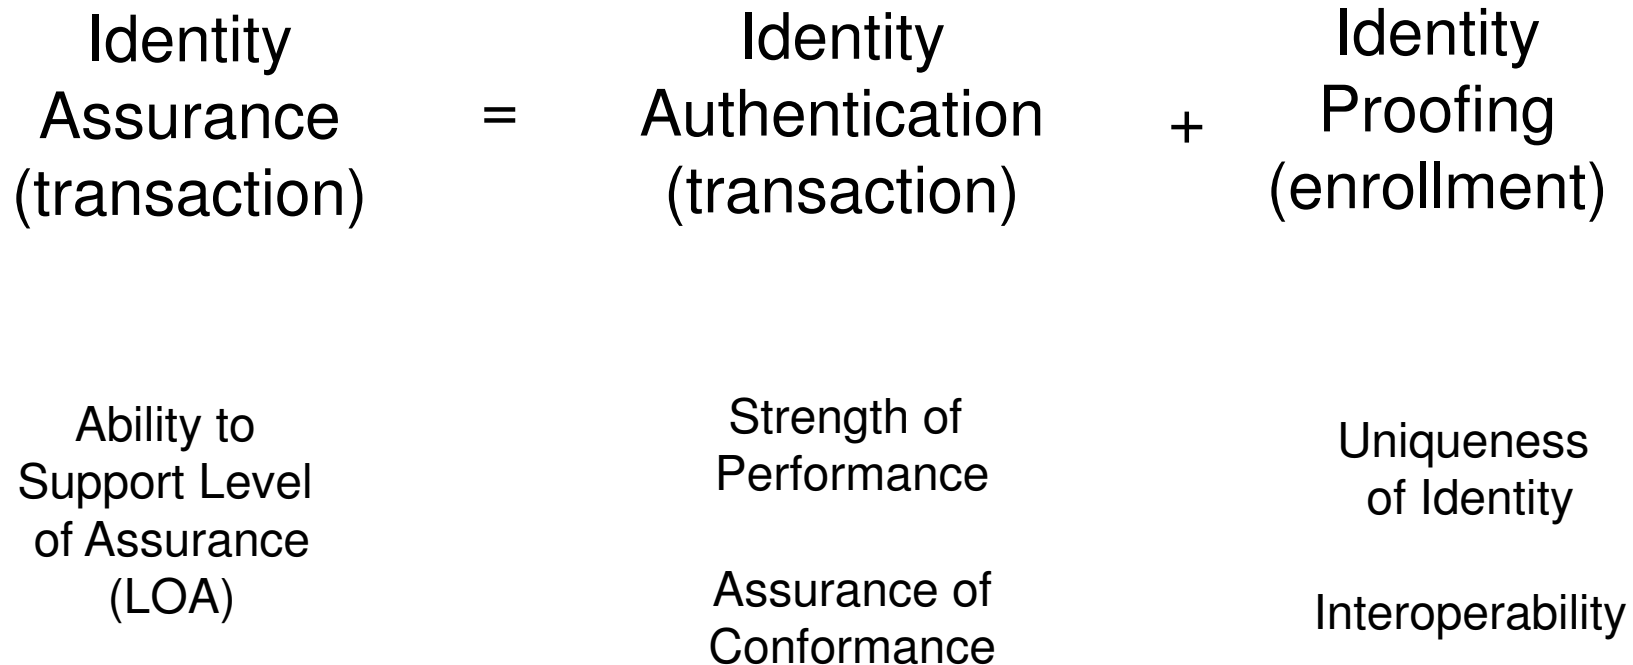 Identity
Assurance
(transaction)
=
Identity
Authentication
(transaction)
+
Identity
Proofing
(enrollment)
Ability to
Support Level
of Assurance
(LOA)
Strength of
Performance
Assurance of
Conformance
Uniqueness
of Identity
Interoperability